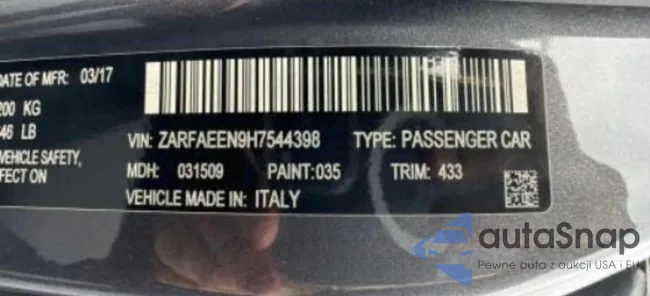 DATE OF MFR: 03/17
200 KG
46 LB
VIN: ZARFAEEN9H7544398 TYPE: PASSENGER CAR
VEHICLE SAFETY,
MDH: 031509 PAINT:035 TRIM: 433
EFECT ON
VEHICLE MADE IN: ITALY
autaSnap
Pewne auta z aukcji USA i EU